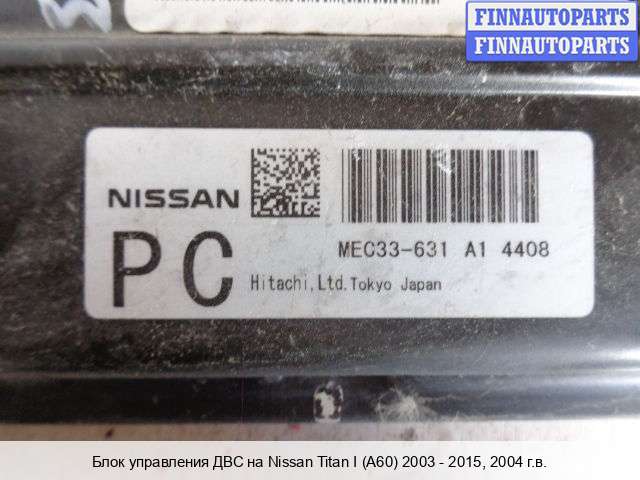 FINNAUTOPARTS
FINNAUTOPARTS
NISSAN
PC
MEC33-631 A1 4408
Hitachi,Ltd.Tokyo Japan
Блок управления ДВС на Nissan Titan I (A60) 2003 - 2015, 2004 г.в.